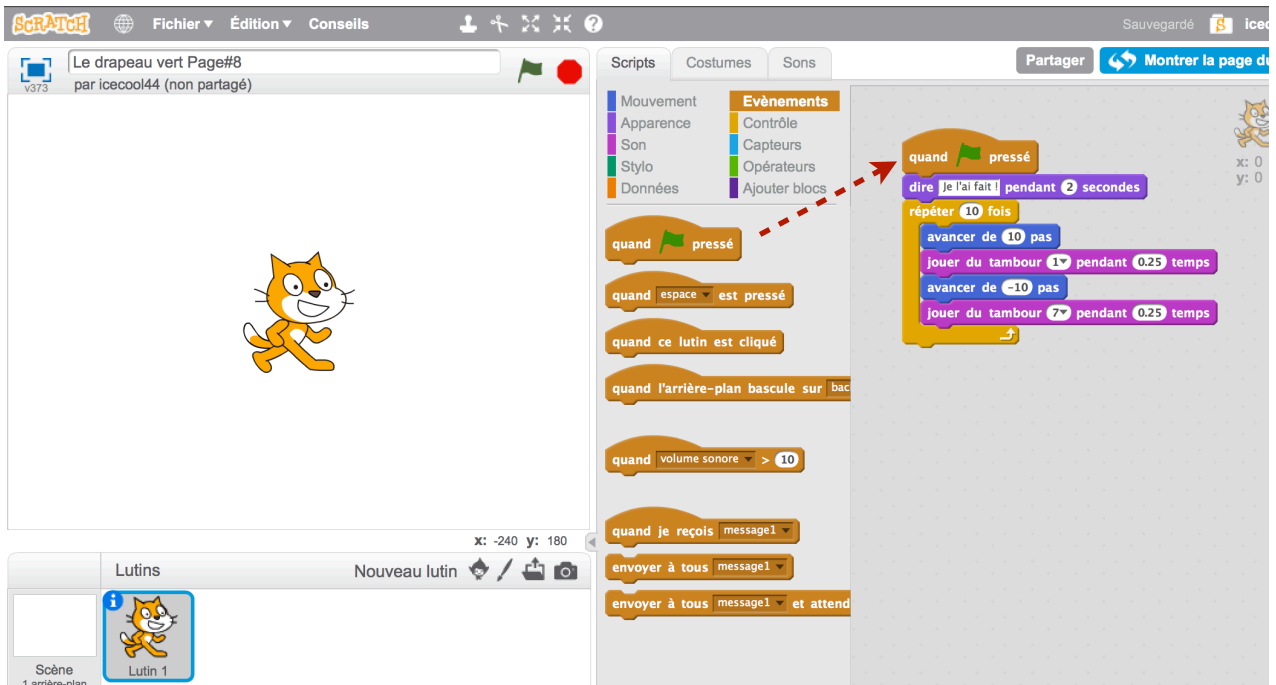 SCRATCH Fichier Édition Conseils Sauvegardé S icec
Le drapeau vert Page#8
par icecool44 (non partagé)
v373
Scripts Costumes Sons
Partager Montrer la page du
Mouvement Evènements
Apparence Contrôle
Son Capteurs
Stylo Opérateurs
Données Ajouter blocs
quand pressé
quand espace est pressé
quand ce lutin est cliqué
quand l'arrière-plan bascule sur bac
quand volume sonore > 10
quand je reçois message1
envoyer à tous message1
envoyer à tous message1 et attend
quand pressé
dire Je l'ai fait ! pendant 2 secondes
répéter 10 fois
avancer de 10 pas
jouer du tambour 1 pendant 0.25 temps
avancer de -10 pas
jouer du tambour 7 pendant 0.25 temps
x: 0
y: 0
x: -240 y: 180
Lutins Nouveau lutin
Scène
1 arrière-plan
i
Lutin 1